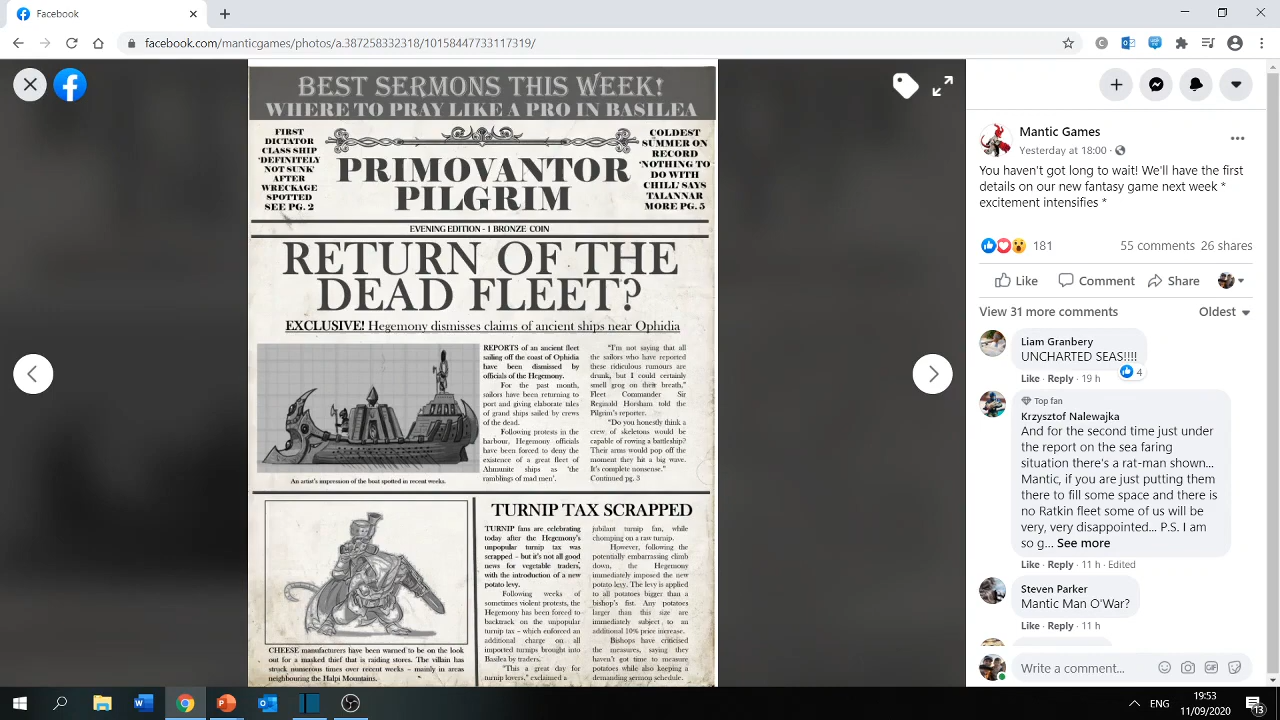 Facebook
facebook.com/manticgames/photos/a.387258332318/10158447733117319/
BEST SERMONS THIS WEEK!
WHERE TO PRAY LIKE A PRO IN BASILEA
FIRST
DICTATOR
CLASS SHIP
'DEFINITELY
NOT SUNK'
AFTER
WRECKAGE
SPOTTED
SEE PG. 2
PRIMOVANTOR
PILGRIM
COLDEST
SUMMER ON
RECORD
'NOTHING TO
DO WITH
CHILL' SAYS
TALANNAR
MORE PG. 5
EVENING EDITION - 1 BRONZE COIN
RETURN OF THE
DEAD FLEET?
EXCLUSIVE! Hegemony dismisses claims of ancient ships near Ophidia
REPORTS of an ancient fleet
sailing off the coast of Ophidia
have been dismissed by
officials of the Hegemony.
For the past month,
sailors have been returning to
port and giving elaborate tales
of grand ships sailed by crews
of the dead.
Following protests in the
harbour, Hegemony officials
have been forced to deny the
existence of a great fleet of
Ahmunite ships as 'the
ramblings of mad men'.
"I'm not saying that all
the sailors who have reported
these ridiculous rumours are
drunk, but I could certainly
smell grog on their breath,"
Fleet Commander Sir
Reginald Horsham told the
Pilgrim's reporter.
"Do you honestly think a
crew of skeletons would be
capable of rowing a battleship?
Their arms would pop off the
moment they hit a big wave.
It's complete nonsense."
Continued pg. 3
An artist's impression of the boat spotted in recent weeks.
CHEESE manufacturers have been warned to be on the look
out for a masked thief that is raiding stores. The villain has
struck numerous times over recent weeks – mainly in areas
neighbouring the Halpi Mountains.
TURNIP TAX SCRAPPED
TURNIP fans are celebrating
today after the Hegemony's
unpopular turnip tax was
scrapped – but it's not all good
news for vegetable traders,
with the introduction of a new
potato levy.
Following weeks of
sometimes violent protests, the
Hegemony has been forced to
backtrack on the unpopular
turnip tax – which enforced an
additional charge on all
imported turnips brought into
Basilea by traders.
"This a great day for
turnip lovers," exclaimed a
jubilant turnip fan, while
chomping on a raw turnip.
However, following the
potentially embarrassing climb
down, the Hegemony
immediately imposed the new
potato levy. The levy is applied
to all potatoes bigger than a
bishop's fist. Any potatoes
larger than this size are
immediately subject to an
additional 10% price increase.
Bishops have criticised
the measures, saying they
haven't got time to measure
potatoes while also keeping a
demanding sermon schedule.
Mantic Games
Yesterday at 18:00
You haven't got long to wait! We'll have the first
details on our new fantasy game next week *
excitement intensifies *
181
55 comments 26 shares
Like Comment Share
View 31 more comments
Oldest
Liam Granbery
UNCHARTED SEAS!!!!
4
Like · Reply · 19 h
Top fan
Krzysztof Nalewajka
And for the second time just under
the report on the sea faring
situation there's a rat-man shown...
Mantic, if you are just putting them
there to fill some space and there is
no Ratkin fleet some of us will be
very, very disappointed... P.S. I am
so g... See more
Like · Reply · 11 h · Edited
Steven Parker
Mantic Man O'War?
Like · Reply · 11 h
Write a comment...
GIF
ENG
19:53
11/09/2020
13